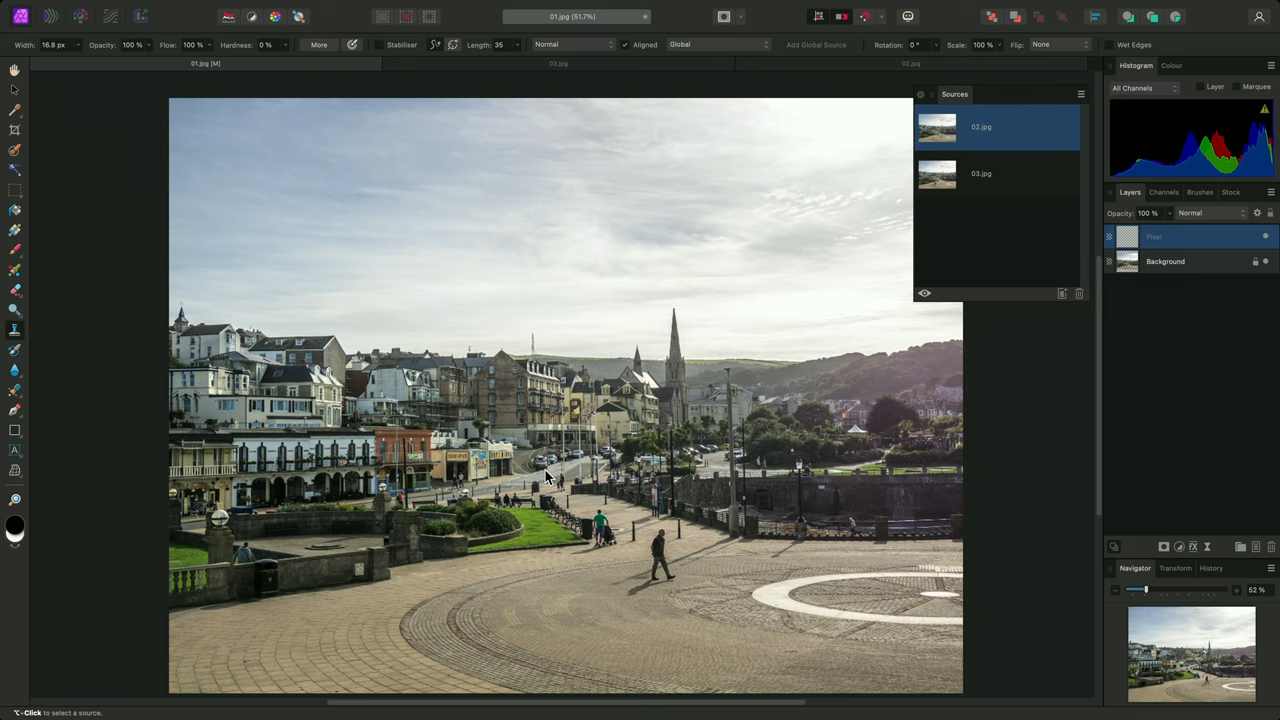 01.jpg (51.7%)
Width: 16.8 px Opacity: 100 % Flow: 100 % Hardness: 0 % More Stabiliser Length: 35 Normal Aligned Global Add Global Source Rotation: 0 ° Scale: 100 % Flip: None Wet Edges
01.jpg [M] 03.jpg 02.jpg
Histogram Colour
All Channels Layer Marquee
Sources
02.jpg
03.jpg
Layers Channels Brushes Stock
Opacity: 100 % Normal
Pixel
Background
Navigator Transform History
52 %
⌥+Click to select a source.